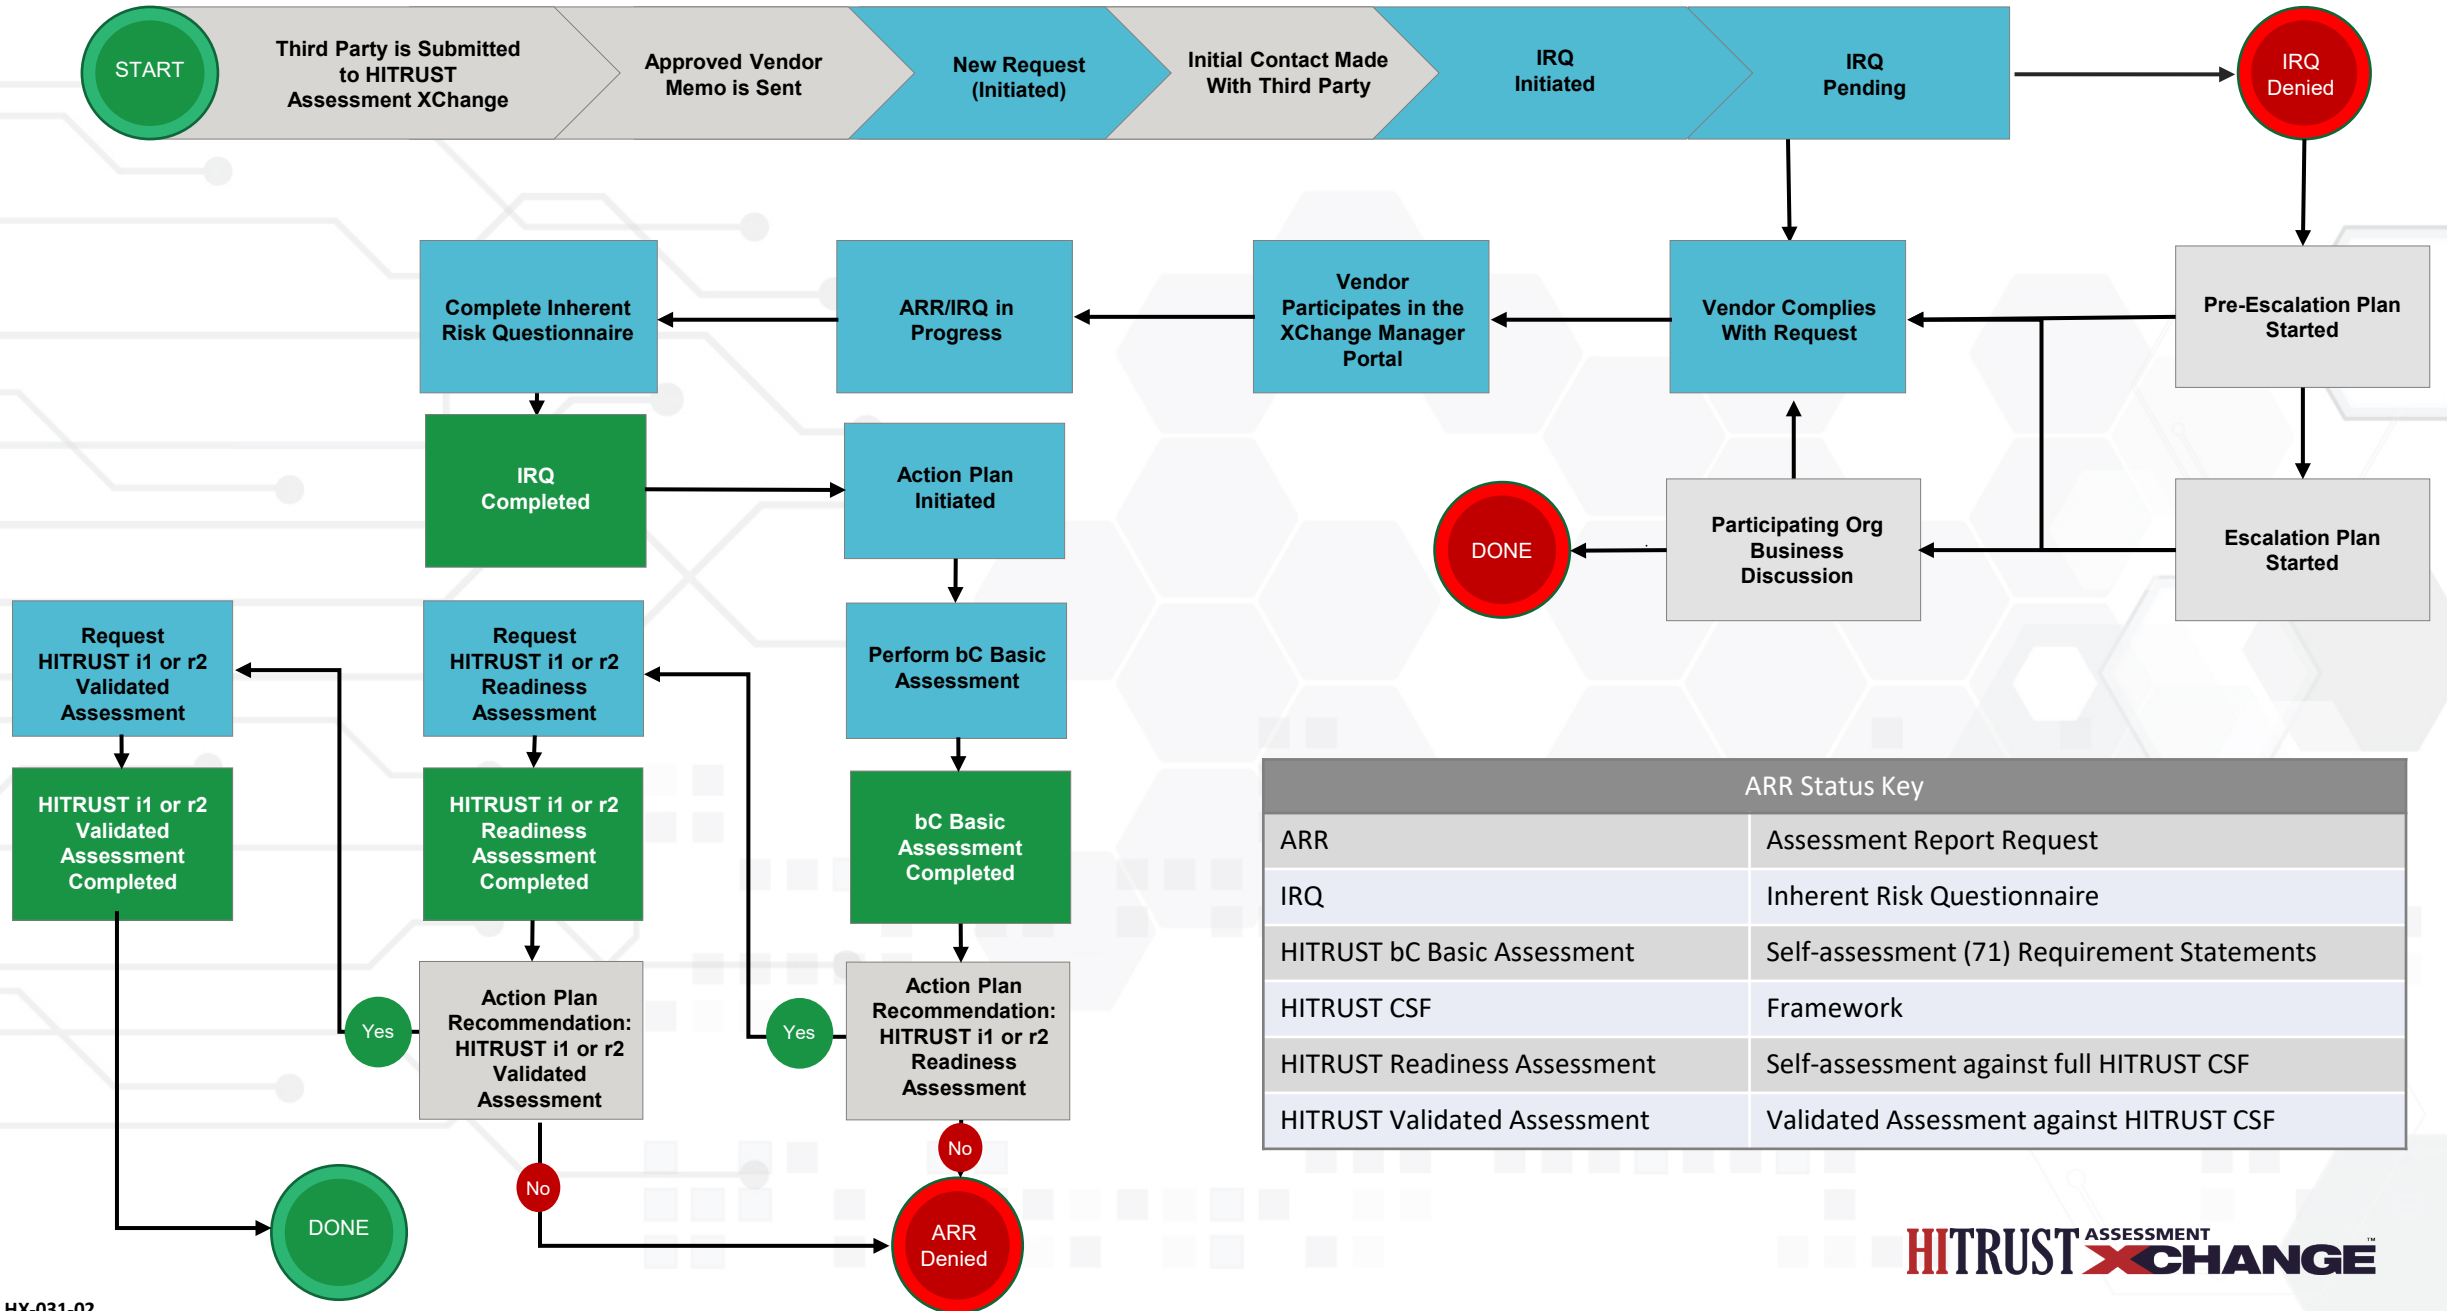 START
Third Party is Submitted
to HITRUST
Assessment XChange
Approved Vendor
Memo is Sent
New Request
(Initiated)
Initial Contact Made
With Third Party
IRQ
Initiated
IRQ
Pending
IRQ
Denied
Complete Inherent
Risk Questionnaire
ARR/IRQ in
Progress
Vendor
Participates in the
XChange Manager
Portal
Vendor Complies
With Request
Pre-Escalation Plan
Started
IRQ
Completed
Action Plan
Initiated
DONE
Participating Org
Business
Discussion
Escalation Plan
Started
Request
HITRUST i1 or r2
Validated
Assessment
Request
HITRUST i1 or r2
Readiness
Assessment
Perform bC Basic
Assessment
HITRUST i1 or r2
Validated
Assessment
Completed
HITRUST i1 or r2
Readiness
Assessment
Completed
bC Basic
Assessment
Completed
Yes
Action Plan
Recommendation:
HITRUST i1 or r2
Validated
Assessment
Yes
Action Plan
Recommendation:
HITRUST i1 or r2
Readiness
Assessment
No
No
DONE
ARR
Denied
ARR Status Key
ARR Assessment Report Request
IRQ Inherent Risk Questionnaire
HITRUST bC Basic Assessment Self-assessment (71) Requirement Statements
HITRUST CSF Framework
HITRUST Readiness Assessment Self-assessment against full HITRUST CSF
HITRUST Validated Assessment Validated Assessment against HITRUST CSF
HITRUST ASSESSMENT XCHANGE™
HX-031-02